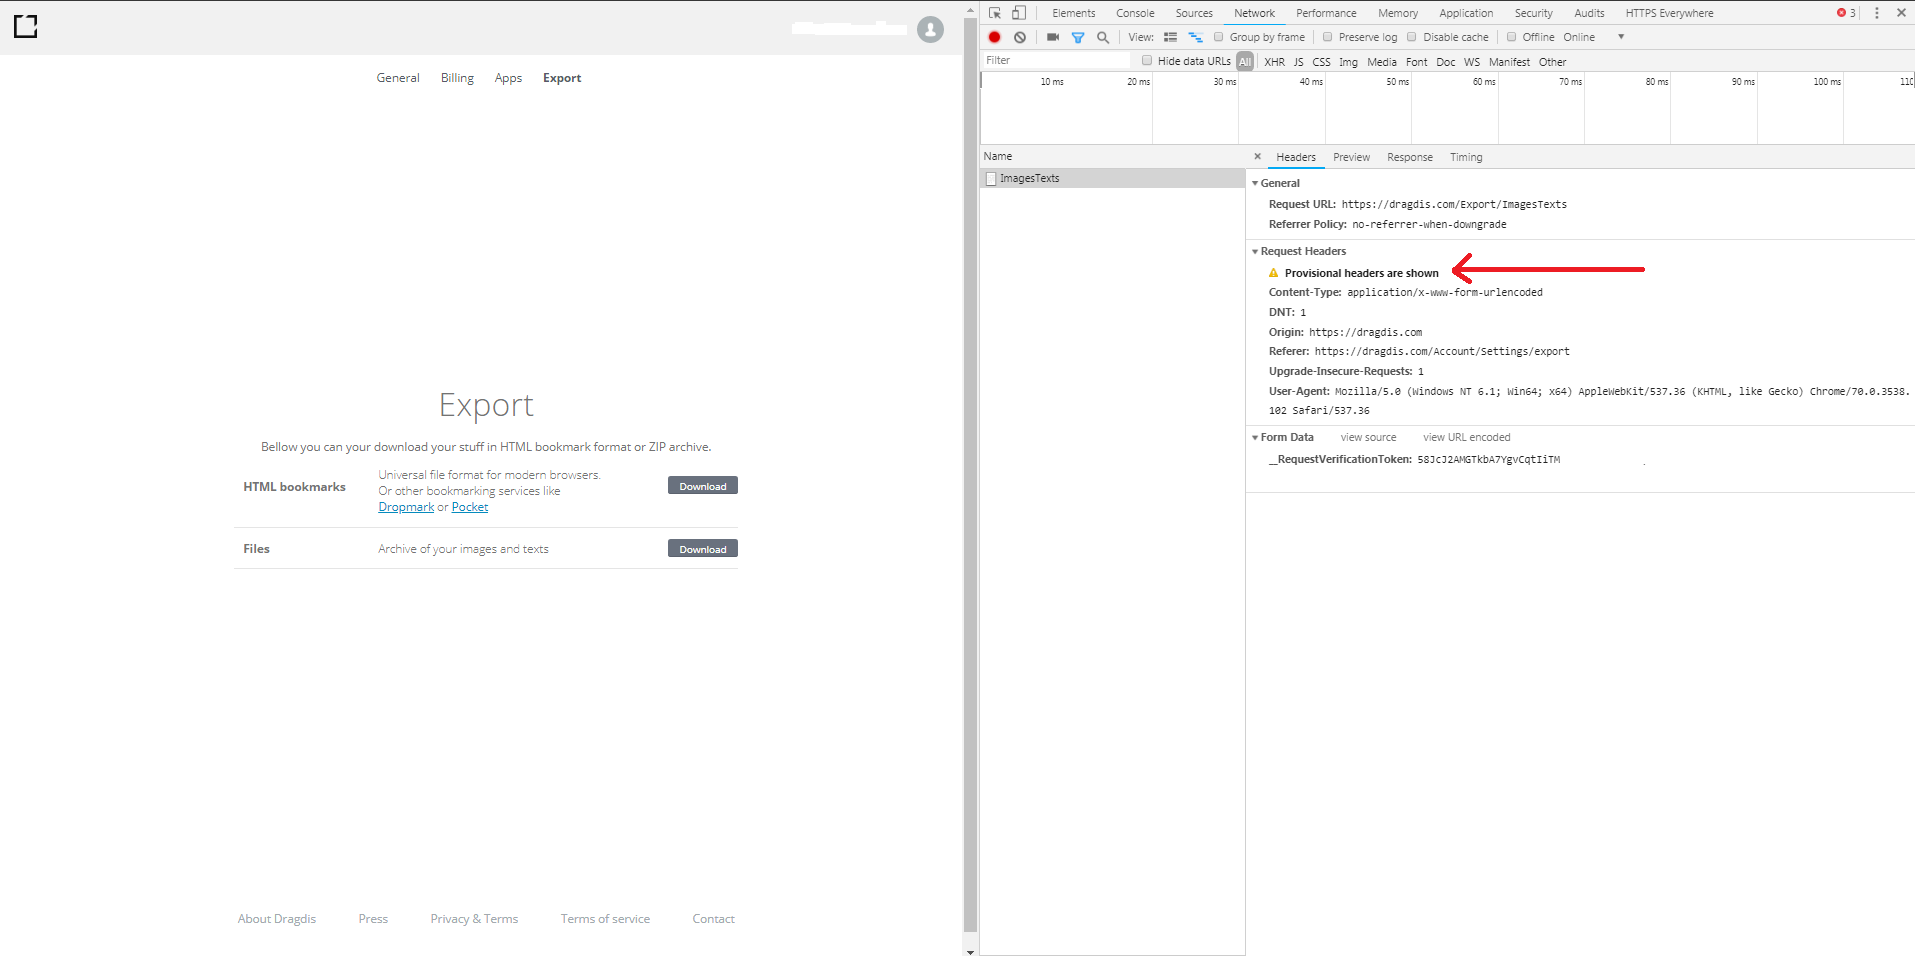 General Billing Apps Export
Export
Bellow you can your download your stuff in HTML bookmark format or ZIP archive.
HTML bookmarks
Universal file format for modern browsers.
Or other bookmarking services like
Dropmark or Pocket
Download
Files
Archive of your images and texts
Download
About Dragdis Press Privacy & Terms Terms of service Contact
Elements Console Sources Network Performance Memory Application Security Audits HTTPS Everywhere 3
View: Group by frame Preserve log Disable cache Offline Online
Filter Hide data URLs All XHR JS CSS Img Media Font Doc WS Manifest Other
10 ms 20 ms 30 ms 40 ms 50 ms 60 ms 70 ms 80 ms 90 ms 100 ms 110
Name
ImagesTexts
Headers Preview Response Timing
General
Request URL: https://dragdis.com/Export/ImagesTexts
Referrer Policy: no-referrer-when-downgrade
Request Headers
Provisional headers are shown
Content-Type: application/x-www-form-urlencoded
DNT: 1
Origin: https://dragdis.com
Referer: https://dragdis.com/Account/Settings/export
Upgrade-Insecure-Requests: 1
User-Agent: Mozilla/5.0 (Windows NT 6.1; Win64; x64) AppleWebKit/537.36 (KHTML, like Gecko) Chrome/70.0.3538.
102 Safari/537.36
Form Data view source view URL encoded
__RequestVerificationToken: 58JcJ2AMGTkbA7YgvCqtIiTM